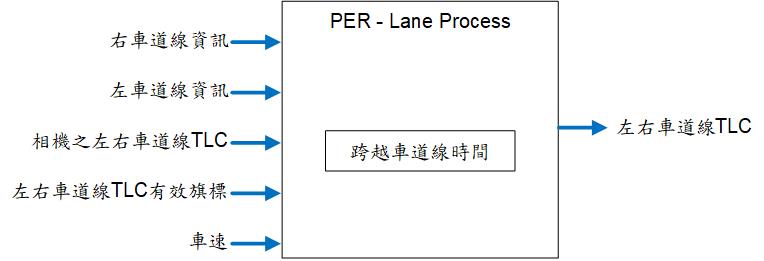 PER - Lane Process
右車道線資訊
左車道線資訊
相機之左右車道線TLC
左右車道線TLC有效旗標
車速
跨越車道線時間
左右車道線TLC